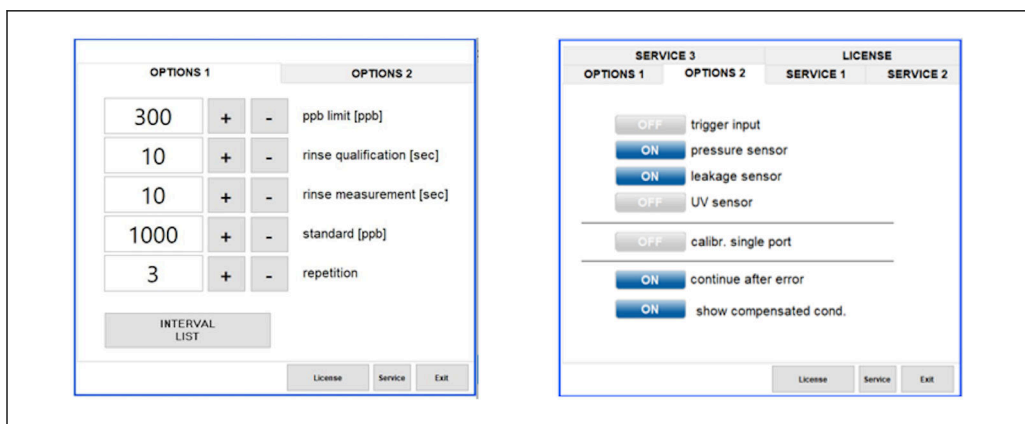 OPTIONS 1 OPTIONS 2
300 + - ppb limit [ppb]
10 + - rinse qualification [sec]
10 + - rinse measurement [sec]
1000 + - standard [ppb]
3 + - repetition
INTERVAL
LIST
License Service Exit
SERVICE 3 LICENSE
OPTIONS 1 OPTIONS 2 SERVICE 1 SERVICE 2
OFF trigger input
ON pressure sensor
ON leakage sensor
OFF UV sensor
OFF calibr. single port
ON continue after error
ON show compensated cond.
License Service Exit